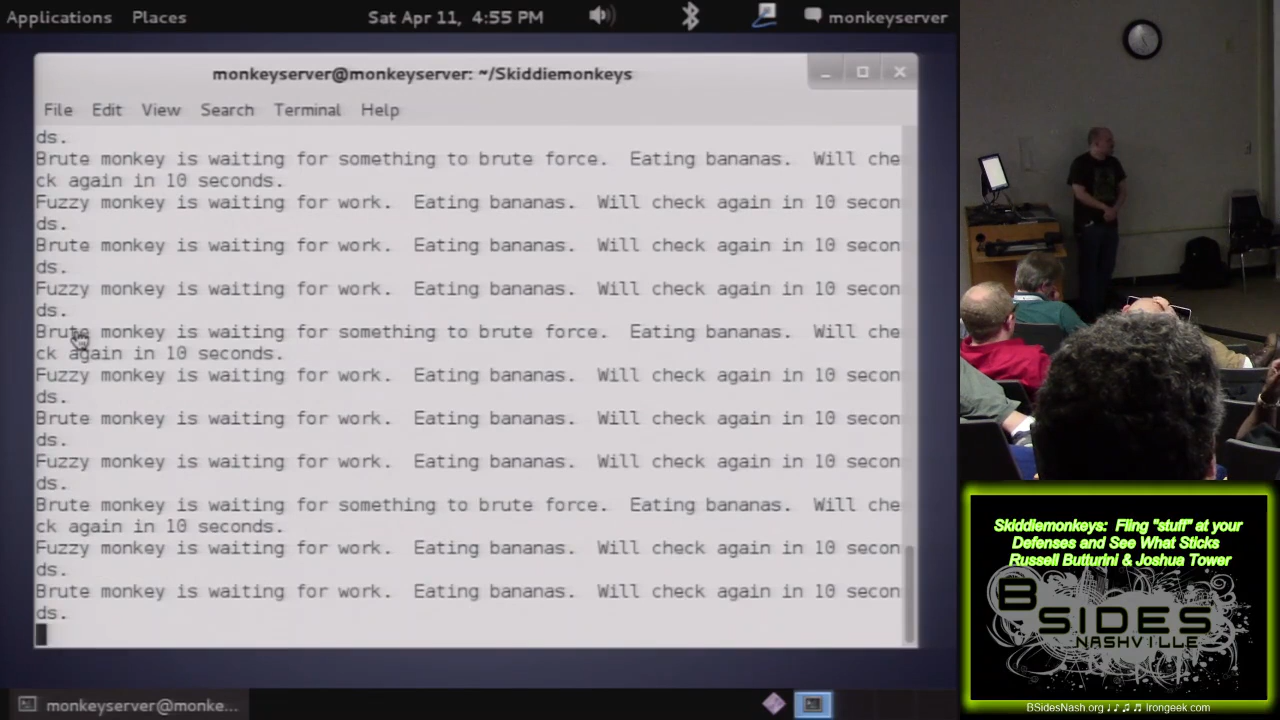 Applications Places Sat Apr 11, 4:55 PM monkeyserver
monkeyserver@monkeyserver: ~/Skiddiemonkeys
File Edit View Search Terminal Help
ds.
Brute monkey is waiting for something to brute force.  Eating bananas.  Will che
ck again in 10 seconds.
Fuzzy monkey is waiting for work.  Eating bananas.  Will check again in 10 secon
ds.
Brute monkey is waiting for work.  Eating bananas.  Will check again in 10 secon
ds.
Fuzzy monkey is waiting for work.  Eating bananas.  Will check again in 10 secon
ds.
Brute monkey is waiting for something to brute force.  Eating bananas.  Will che
ck again in 10 seconds.
Fuzzy monkey is waiting for work.  Eating bananas.  Will check again in 10 secon
ds.
Brute monkey is waiting for work.  Eating bananas.  Will check again in 10 secon
ds.
Fuzzy monkey is waiting for work.  Eating bananas.  Will check again in 10 secon
ds.
Brute monkey is waiting for something to brute force.  Eating bananas.  Will che
ck again in 10 seconds.
Fuzzy monkey is waiting for work.  Eating bananas.  Will check again in 10 secon
ds.
Brute monkey is waiting for work.  Eating bananas.  Will check again in 10 secon
ds.
monkeyserver@monke...
Skiddiemonkeys: Fling "stuff" at your
Defenses and See What Sticks
Russell Butturini & Joshua Tower
BSIDES
NASHVILLE
BSidesNash.org ♩♪♫♬ Irongeek.com